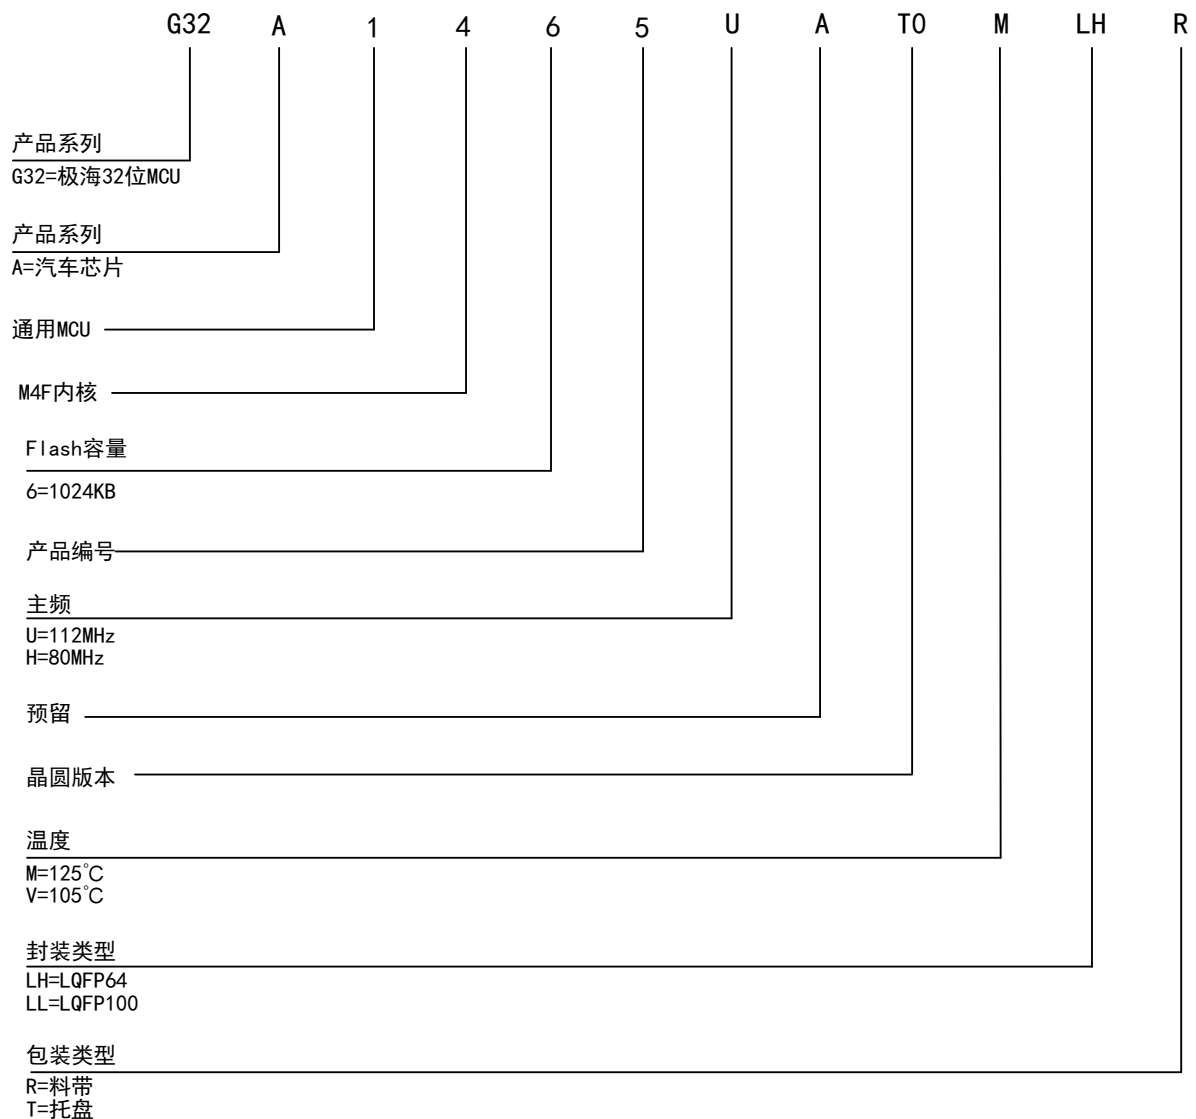 G32 A 1 4 6 5 U A T0 M LH R
产品系列
G32=极海32位MCU
产品系列
A=汽车芯片
通用MCU
M4F内核
Flash容量
6=1024KB
产品编号
主频
U=112MHz
H=80MHz
预留
晶圆版本
温度
M=125℃
V=105℃
封装类型
LH=LQFP64
LL=LQFP100
包装类型
R=料带
T=托盘